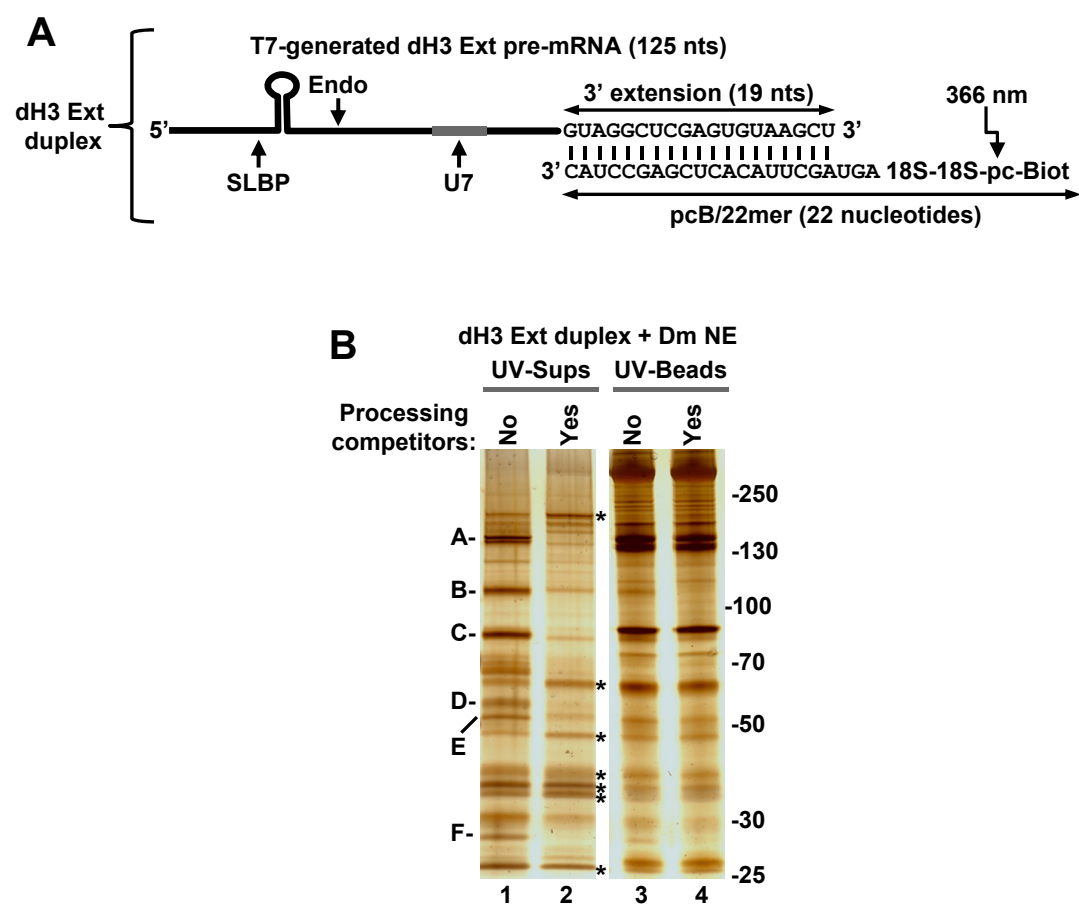 A
T7-generated dH3 Ext pre-mRNA (125 nts)
Endo
3' extension (19 nts)
366 nm
dH3 Ext
duplex
5'
GUAGGCUCGAGUGUAAGCU 3'
SLBP
U7
3' CAUCCGAGCUCACAUUCGAUGA 18S-18S-pc-Biot
pcB/22mer (22 nucleotides)
B
dH3 Ext duplex + Dm NE
UV-Sups UV-Beads
Processing
competitors:
No Yes No Yes
-250
*
A-
-130
B-
-100
C-
-70
*
D-
-50
E
*
*
*
*
-30
F-
*
-25
1 2 3 4